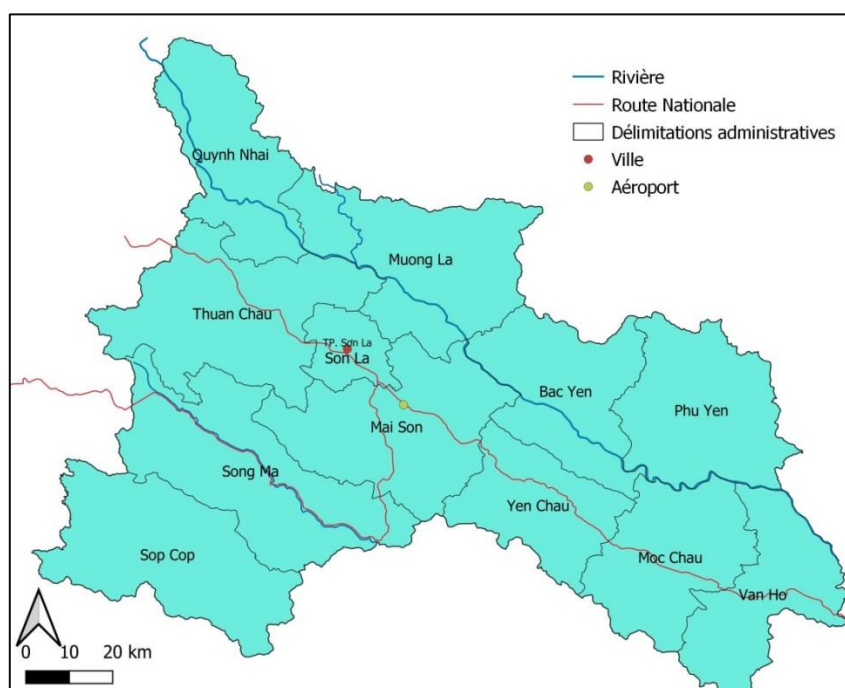 Rivière
Route Nationale
Délimitations administratives
Ville
Aéroport
Quynh Nhai
Muong La
Thuan Chau
TP. Sơn La
Son La
Bac Yen
Phu Yen
Mai Son
Song Ma
Yen Chau
Sop Cop
Moc Chau
Van Ho
0 10 20 km